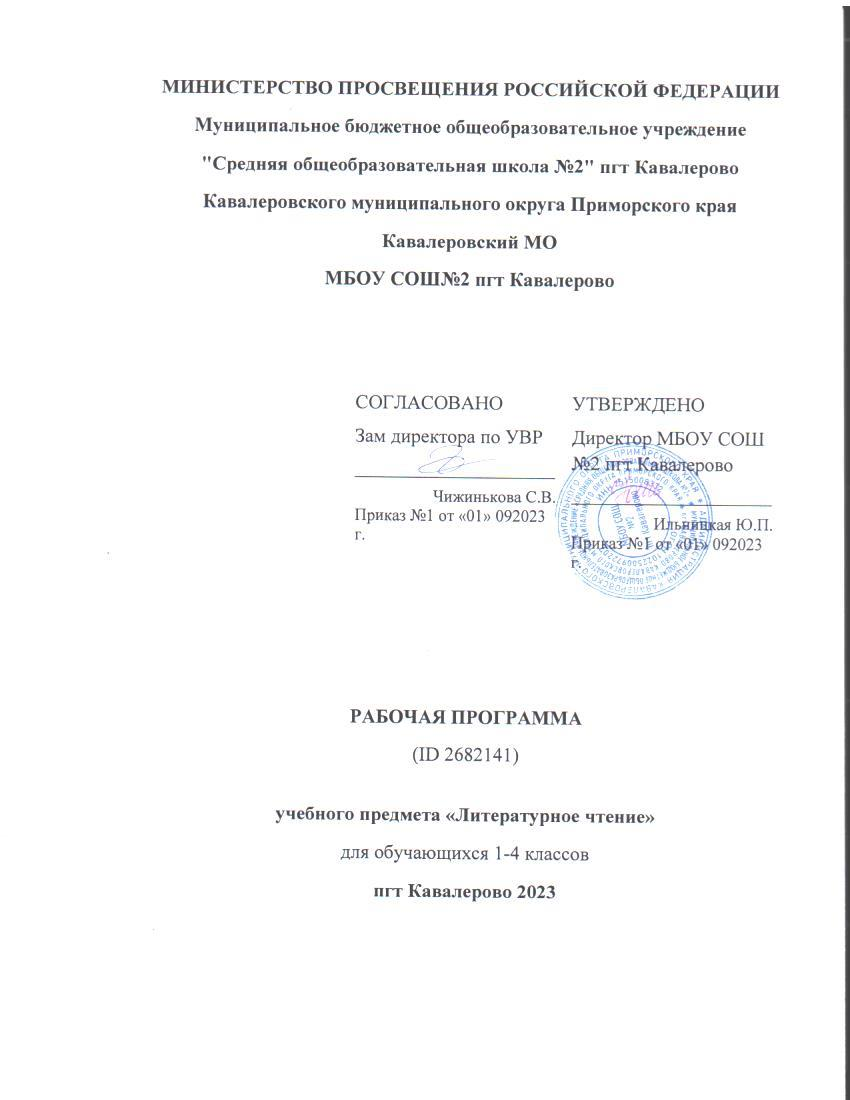 МИНИСТЕРСТВО ПРОСВЕЩЕНИЯ РОССИЙСКОЙ ФЕДЕРАЦИИ
Муниципальное бюджетное общеобразовательное учреждение
"Средняя общеобразовательная школа №2" пгт Кавалерово
Кавалеровского муниципального округа Приморского края
Кавалеровский МО
МБОУ СОШ№2 пгт Кавалерово
СОГЛАСОВАНО
Зам директора по УВР
Чижинькова С.В.
Приказ №1 от «01» 092023
г.
УТВЕРЖДЕНО
Директор МБОУ СОШ
№2 пгт Кавалерово
Ильницкая Ю.П.
Приказ №1 от «01» 092023
г.
РАБОЧАЯ ПРОГРАММА
(ID 2682141)
учебного предмета «Литературное чтение»
для обучающихся 1-4 классов
пгт Кавалерово 2023